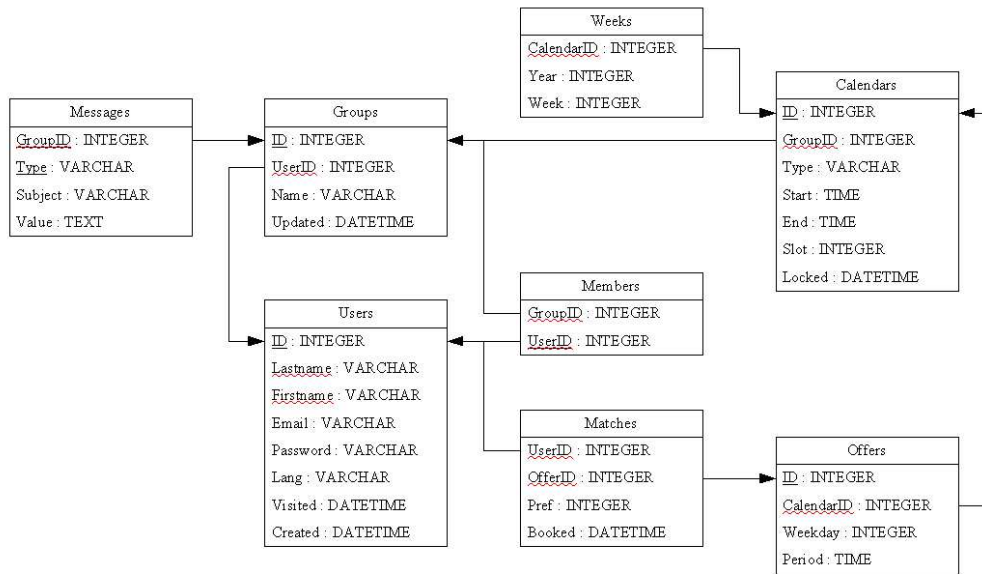 Weeks
CalendarID : INTEGER
Year : INTEGER
Week : INTEGER
Calendars
ID : INTEGER
GroupID : INTEGER
Type : VARCHAR
Start : TIME
End : TIME
Slot : INTEGER
Locked : DATETIME
Messages
GroupID : INTEGER
Type : VARCHAR
Subject : VARCHAR
Value : TEXT
Groups
ID : INTEGER
UserID : INTEGER
Name : VARCHAR
Updated : DATETIME
Members
GroupID : INTEGER
UserID : INTEGER
Users
ID : INTEGER
Lastname : VARCHAR
Firstname : VARCHAR
Email : VARCHAR
Password : VARCHAR
Lang : VARCHAR
Visited : DATETIME
Created : DATETIME
Matches
UserID : INTEGER
OfferID : INTEGER
Pref : INTEGER
Booked : DATETIME
Offers
ID : INTEGER
CalendarID : INTEGER
Weekday : INTEGER
Period : TIME